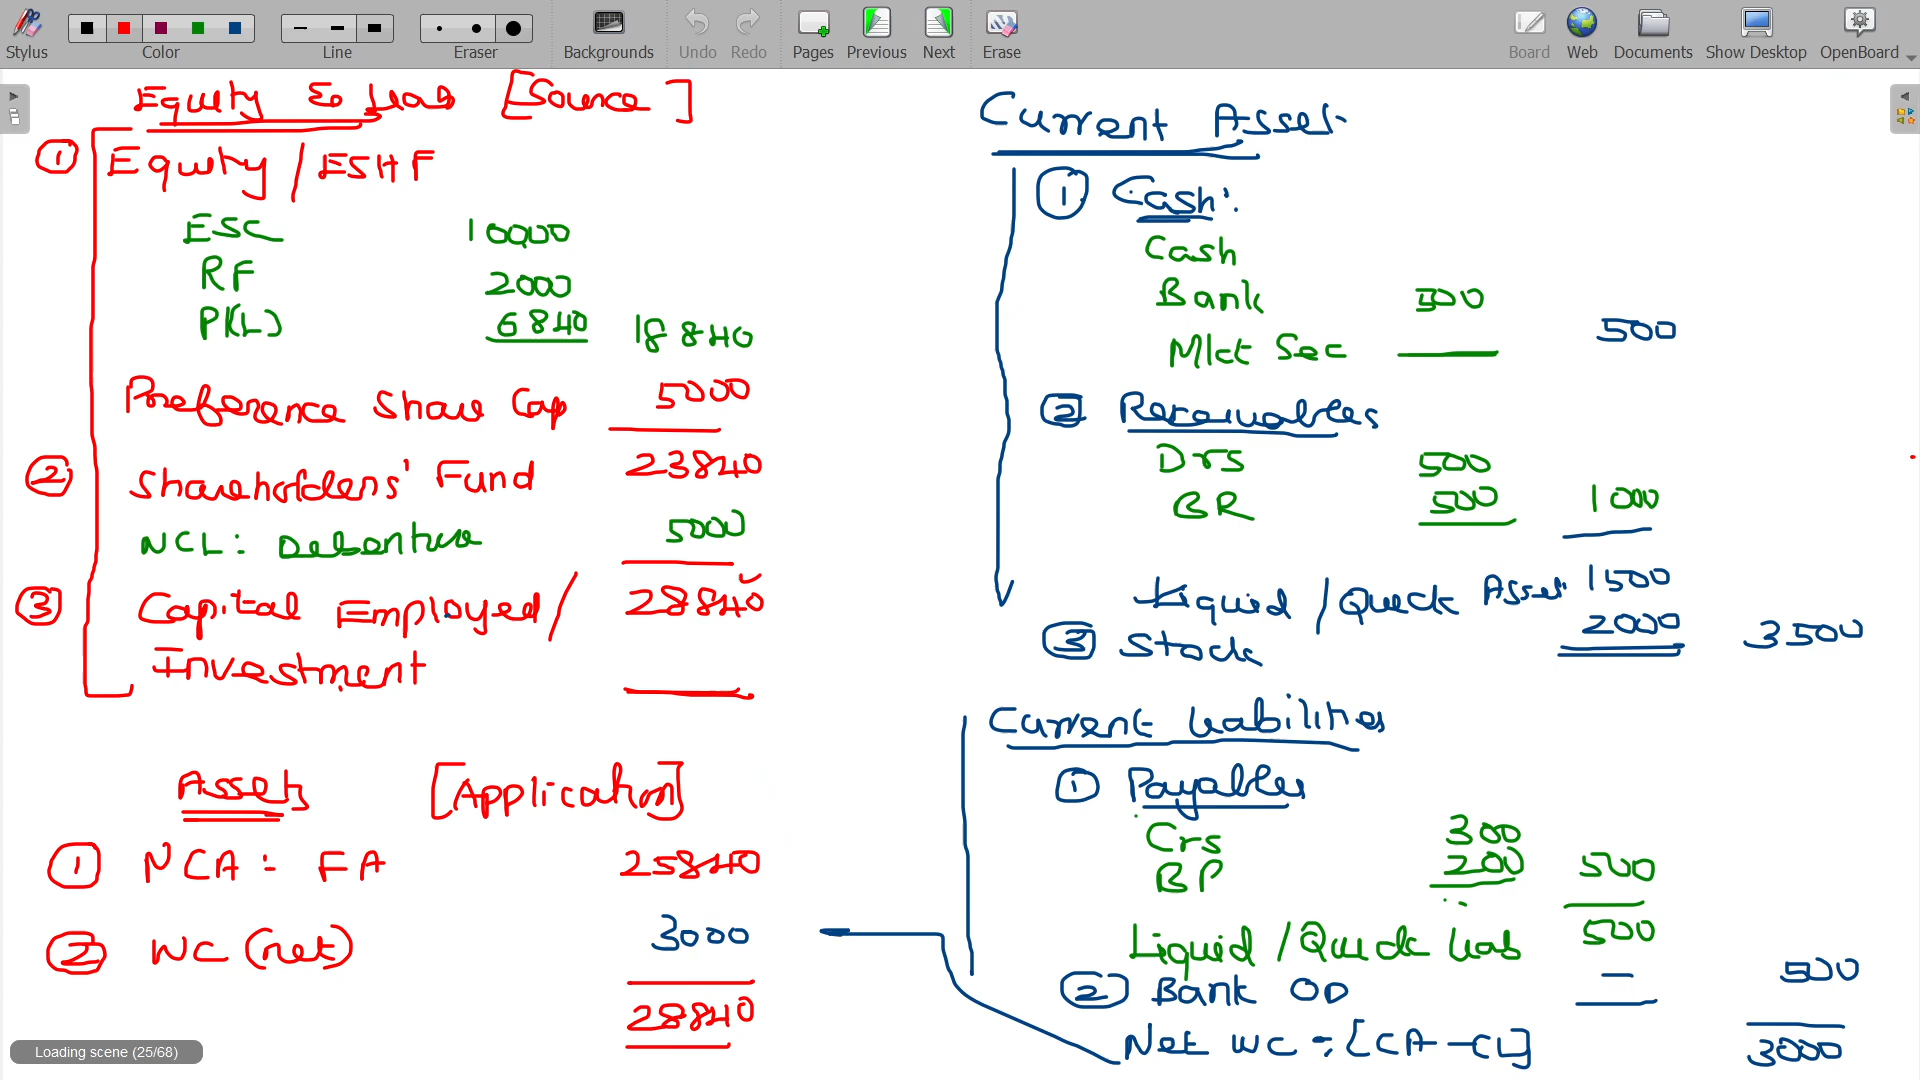 Stylus
Color
Line
Eraser
Backgrounds
Undo
Redo
Pages
Previous
Next
Erase
Board
Web
Documents
Show Desktop
OpenBoard
Equity & Liab [Source]
① Equity / ESHF
ESC 10000
RF 2000
P/(L) 6840 18840
Preference Share Cap 5000
② Shareholders' Fund 23840
NCL: Debenture 5000
③ Capital Employed / 28840
Investment
Assets [Application]
① NCA: FA 25840
② WC (net) 3000
28840
Current Asset
① Cash:
Cash
Bank 500
Mkt Sec 500
② Receivables
Drs 500
BR 500 1000
Liquid / Quick Asset 1500
③ Stock 2000 3500
Current Liabilities
① Payables
Crs 300
BP 200 500
Liquid / Quick Liab 500
② Bank OD — 500
Net WC = [CA - CL] 3000
Loading scene (25/68)